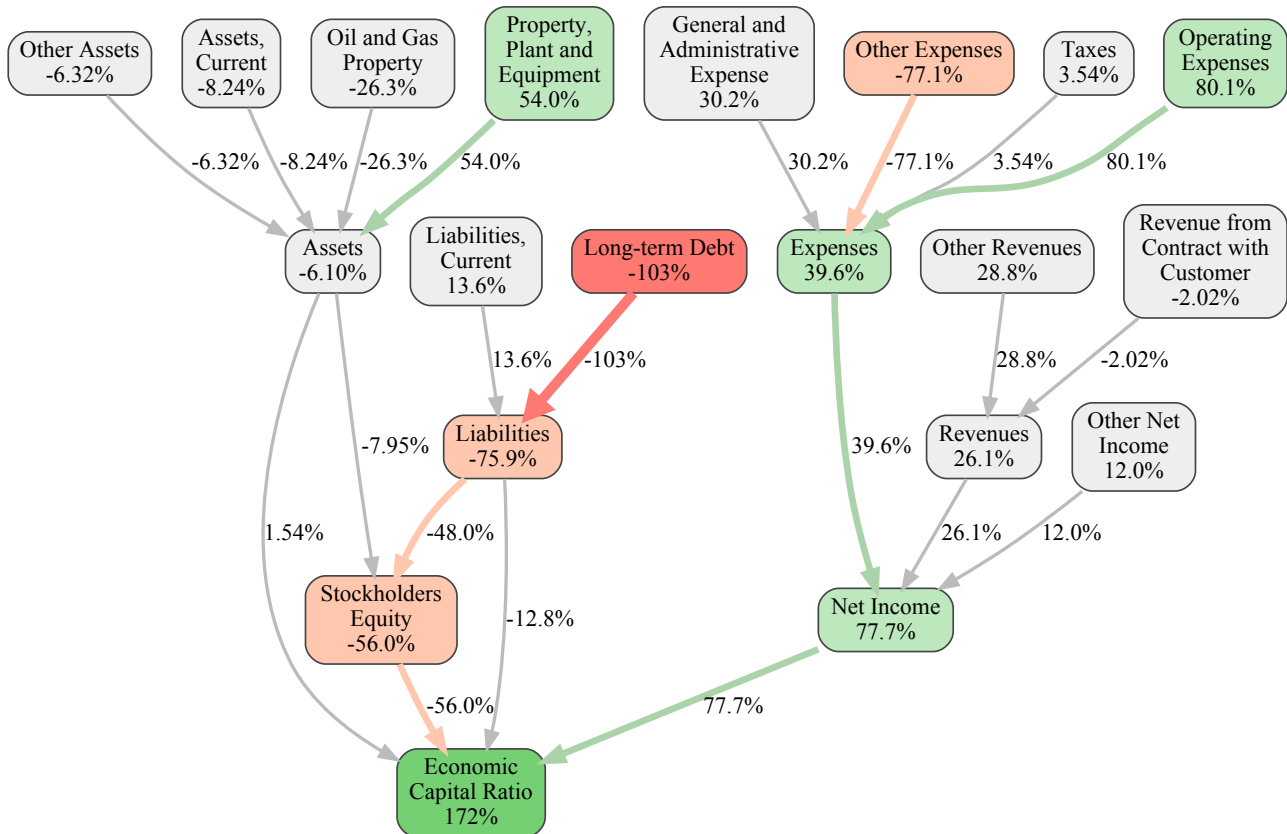 Other Assets
-6.32%
Assets,
Current
-8.24%
Oil and Gas
Property
-26.3%
Property,
Plant and
Equipment
54.0%
General and
Administrative
Expense
30.2%
Other Expenses
-77.1%
Taxes
3.54%
Operating
Expenses
80.1%
-6.32%
-8.24%
-26.3%
54.0%
30.2%
-77.1%
3.54%
80.1%
Assets
-6.10%
Liabilities,
Current
13.6%
Long-term Debt
-103%
Expenses
39.6%
Other Revenues
28.8%
Revenue from
Contract with
Customer
-2.02%
13.6%
-103%
28.8%
-2.02%
-7.95%
Liabilities
-75.9%
39.6%
Revenues
26.1%
Other Net
Income
12.0%
1.54%
-48.0%
26.1%
12.0%
Stockholders
Equity
-56.0%
-12.8%
Net Income
77.7%
-56.0%
77.7%
Economic
Capital Ratio
172%